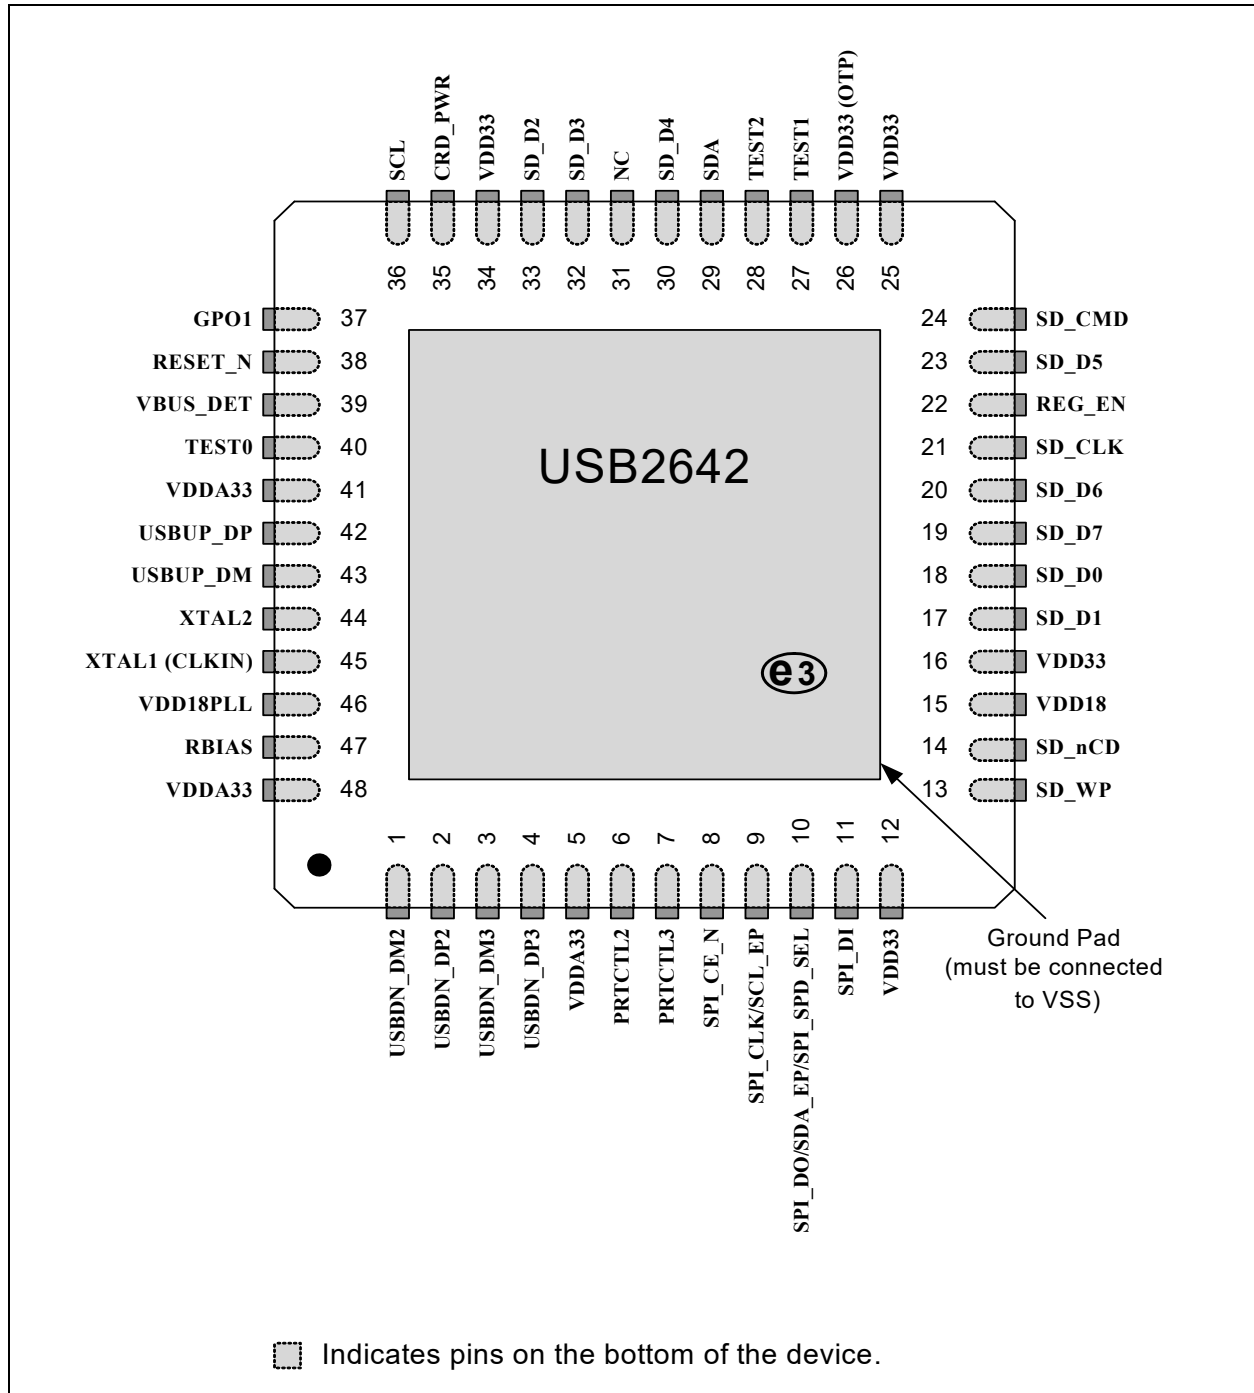 SCL
CRD_PWR
VDD33
SD_D2
SD_D3
NC
SD_D4
SDA
TEST2
TEST1
VDD33 (OTP)
VDD33
36 35 34 33 32 31 30 29 28 27 26 25
GPO1 37
RESET_N 38
VBUS_DET 39
TEST0 40
VDDA33 41
USBUP_DP 42
USBUP_DM 43
XTAL2 44
XTAL1 (CLKIN) 45
VDD18PLL 46
RBIAS 47
VDDA33 48
USB2642
e3
24 SD_CMD
23 SD_D5
22 REG_EN
21 SD_CLK
20 SD_D6
19 SD_D7
18 SD_D0
17 SD_D1
16 VDD33
15 VDD18
14 SD_nCD
13 SD_WP
1 2 3 4 5 6 7 8 9 10 11 12
USBDN_DM2
USBDN_DP2
USBDN_DM3
USBDN_DP3
VDDA33
PRTCTL2
PRTCTL3
SPI_CE_N
SPI_CLK/SCL_EP
SPI_DO/SDA_EP/SPI_SPD_SEL
SPI_DI
VDD33
Ground Pad
(must be connected
to VSS)
Indicates pins on the bottom of the device.